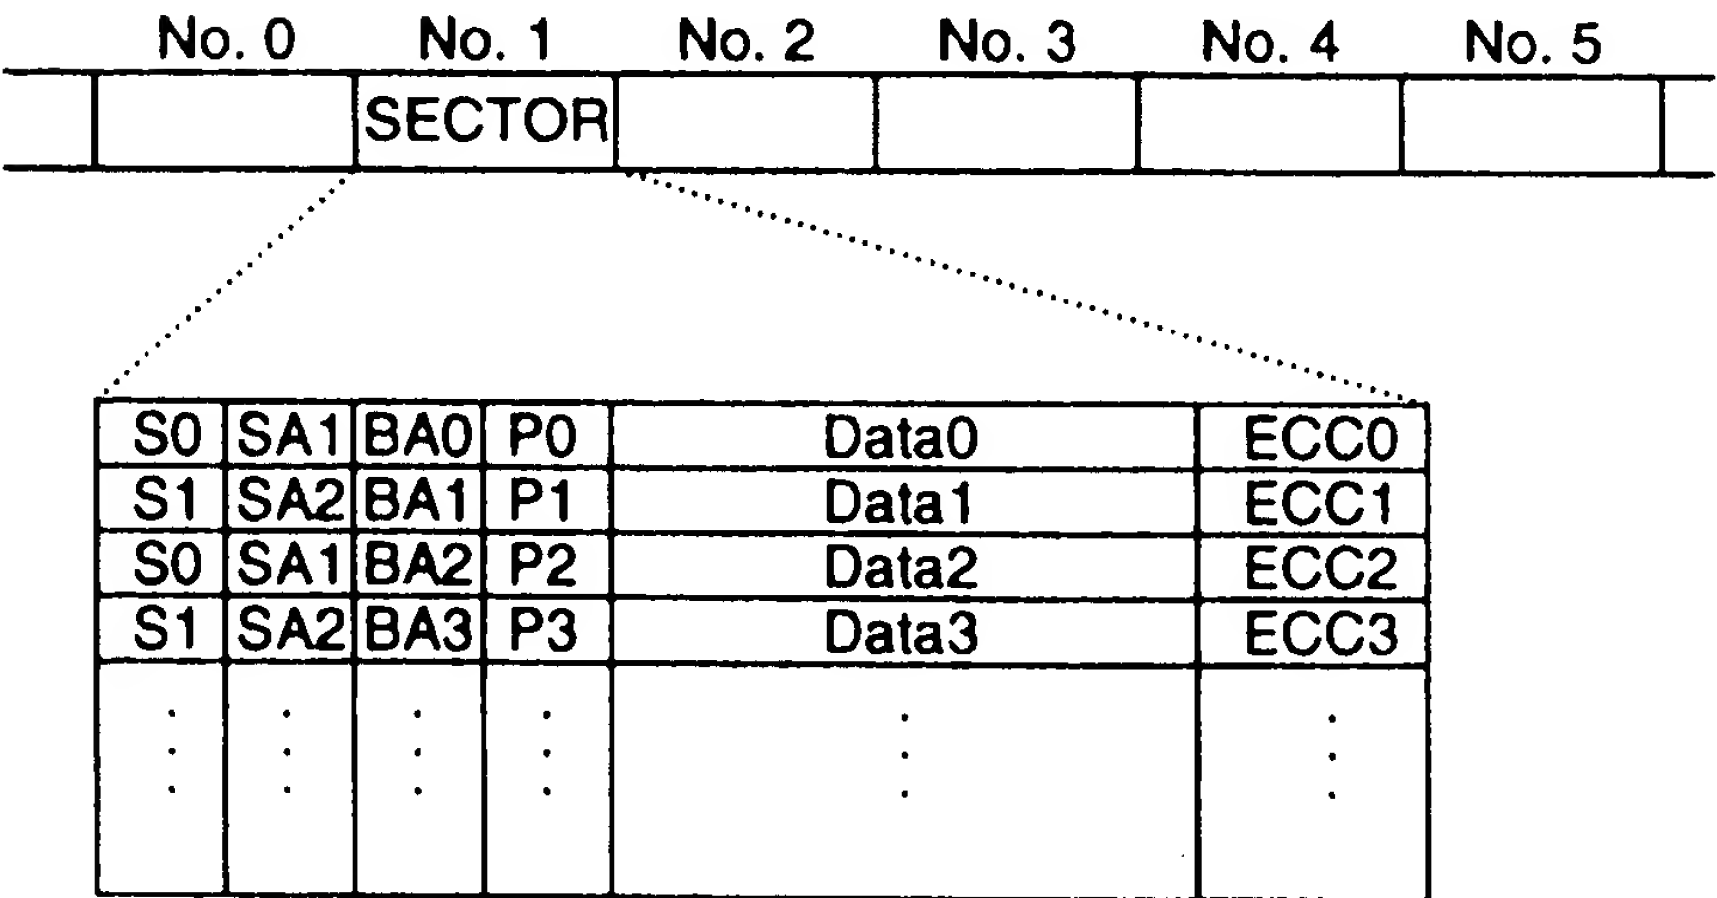 No. 0 No. 1 No. 2 No. 3 No. 4 No. 5
SECTOR
S0 SA1 BA0 P0 Data0 ECC0
S1 SA2 BA1 P1 Data1 ECC1
S0 SA1 BA2 P2 Data2 ECC2
S1 SA2 BA3 P3 Data3 ECC3